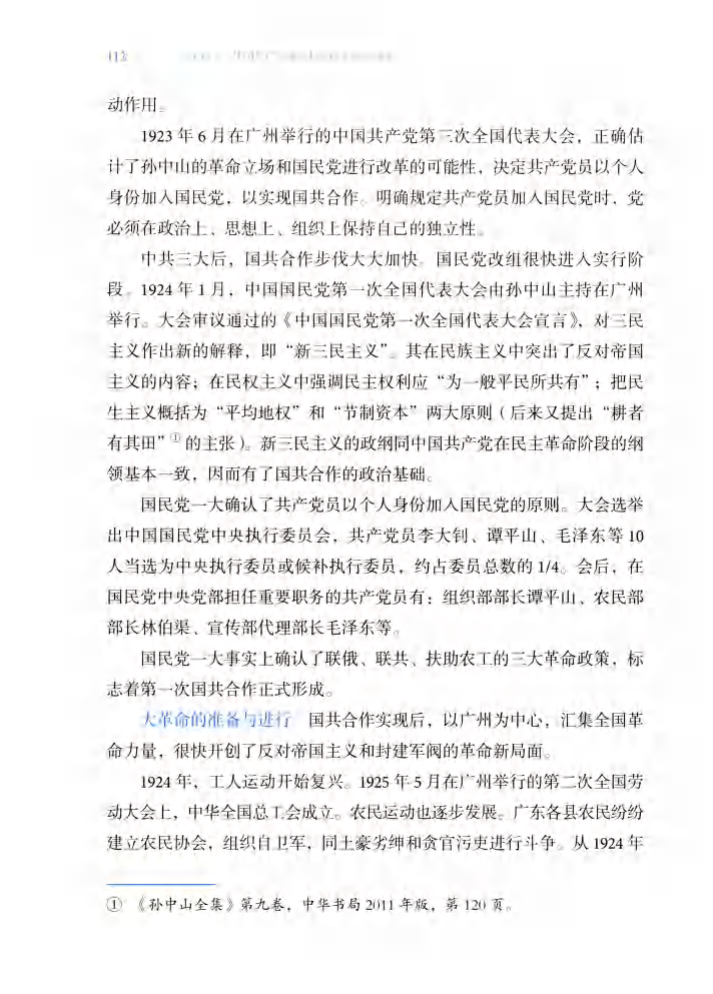 112
动作用。
1923 年 6 月在广州举行的中国共产党第三次全国代表大会，正确估
计了孙中山的革命立场和国民党进行改革的可能性，决定共产党员以个人
身份加入国民党，以实现国共合作。明确规定共产党员加入国民党时，党
必须在政治上、思想上、组织上保持自己的独立性。
中共三大后，国共合作步伐大大加快。国民党改组很快进入实行阶
段。1924 年 1 月，中国国民党第一次全国代表大会由孙中山主持在广州
举行。大会审议通过的《中国国民党第一次全国代表大会宣言》，对三民
主义作出新的解释，即“新三民主义”。其在民族主义中突出了反对帝国
主义的内容；在民权主义中强调民主权利应“为一般平民所共有”；把民
生主义概括为“平均地权”和“节制资本”两大原则（后来又提出“耕者
有其田”①的主张）。新三民主义的政纲同中国共产党在民主革命阶段的纲
领基本一致，因而有了国共合作的政治基础。
国民党一大确认了共产党员以个人身份加入国民党的原则。大会选举
出中国国民党中央执行委员会，共产党员李大钊、谭平山、毛泽东等 10
人当选为中央执行委员或候补执行委员，约占委员总数的 1/4。会后，在
国民党中央党部担任重要职务的共产党员有：组织部部长谭平山、农民部
部长林伯渠、宣传部代理部长毛泽东等。
国民党一大事实上确认了联俄、联共、扶助农工的三大革命政策，标
志着第一次国共合作正式形成。
大革命的准备与进行 国共合作实现后，以广州为中心，汇集全国革
命力量，很快开创了反对帝国主义和封建军阀的革命新局面。
1924 年，工人运动开始复兴。1925 年 5 月在广州举行的第二次全国劳
动大会上，中华全国总工会成立。农民运动也逐步发展。广东各县农民纷纷
建立农民协会，组织自卫军，同土豪劣绅和贪官污吏进行斗争。从 1924 年
① 《孙中山全集》第九卷，中华书局 2011 年版，第 120 页。